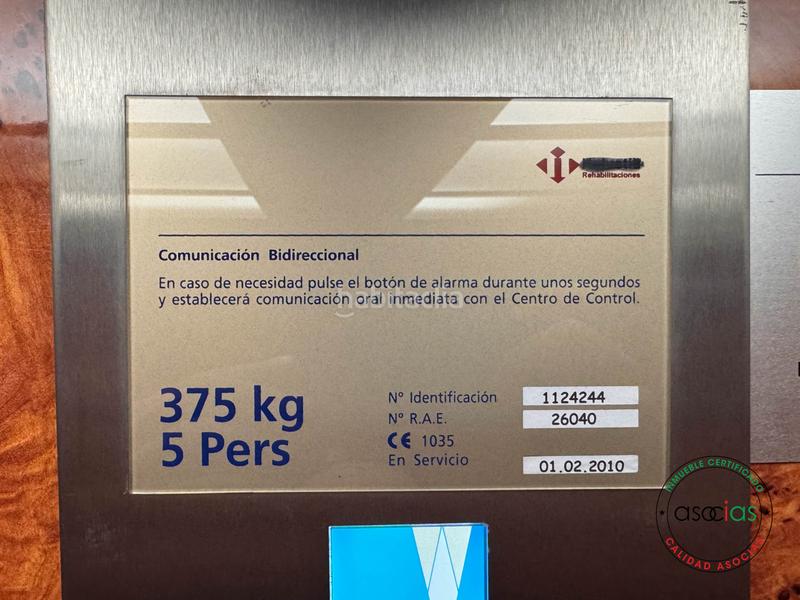 Rehabilitaciones
Comunicación Bidireccional
En caso de necesidad pulse el botón de alarma durante unos segundos
y establecerá comunicación oral inmediata con el Centro de Control.
habitaclia
375 kg
5 Pers
Nº Identificación 1124244
Nº R.A.E. 26040
CE 1035
En Servicio 01.02.2010
INMUEBLE CERTIFICADO
asocias
CALIDAD ASOCIAS